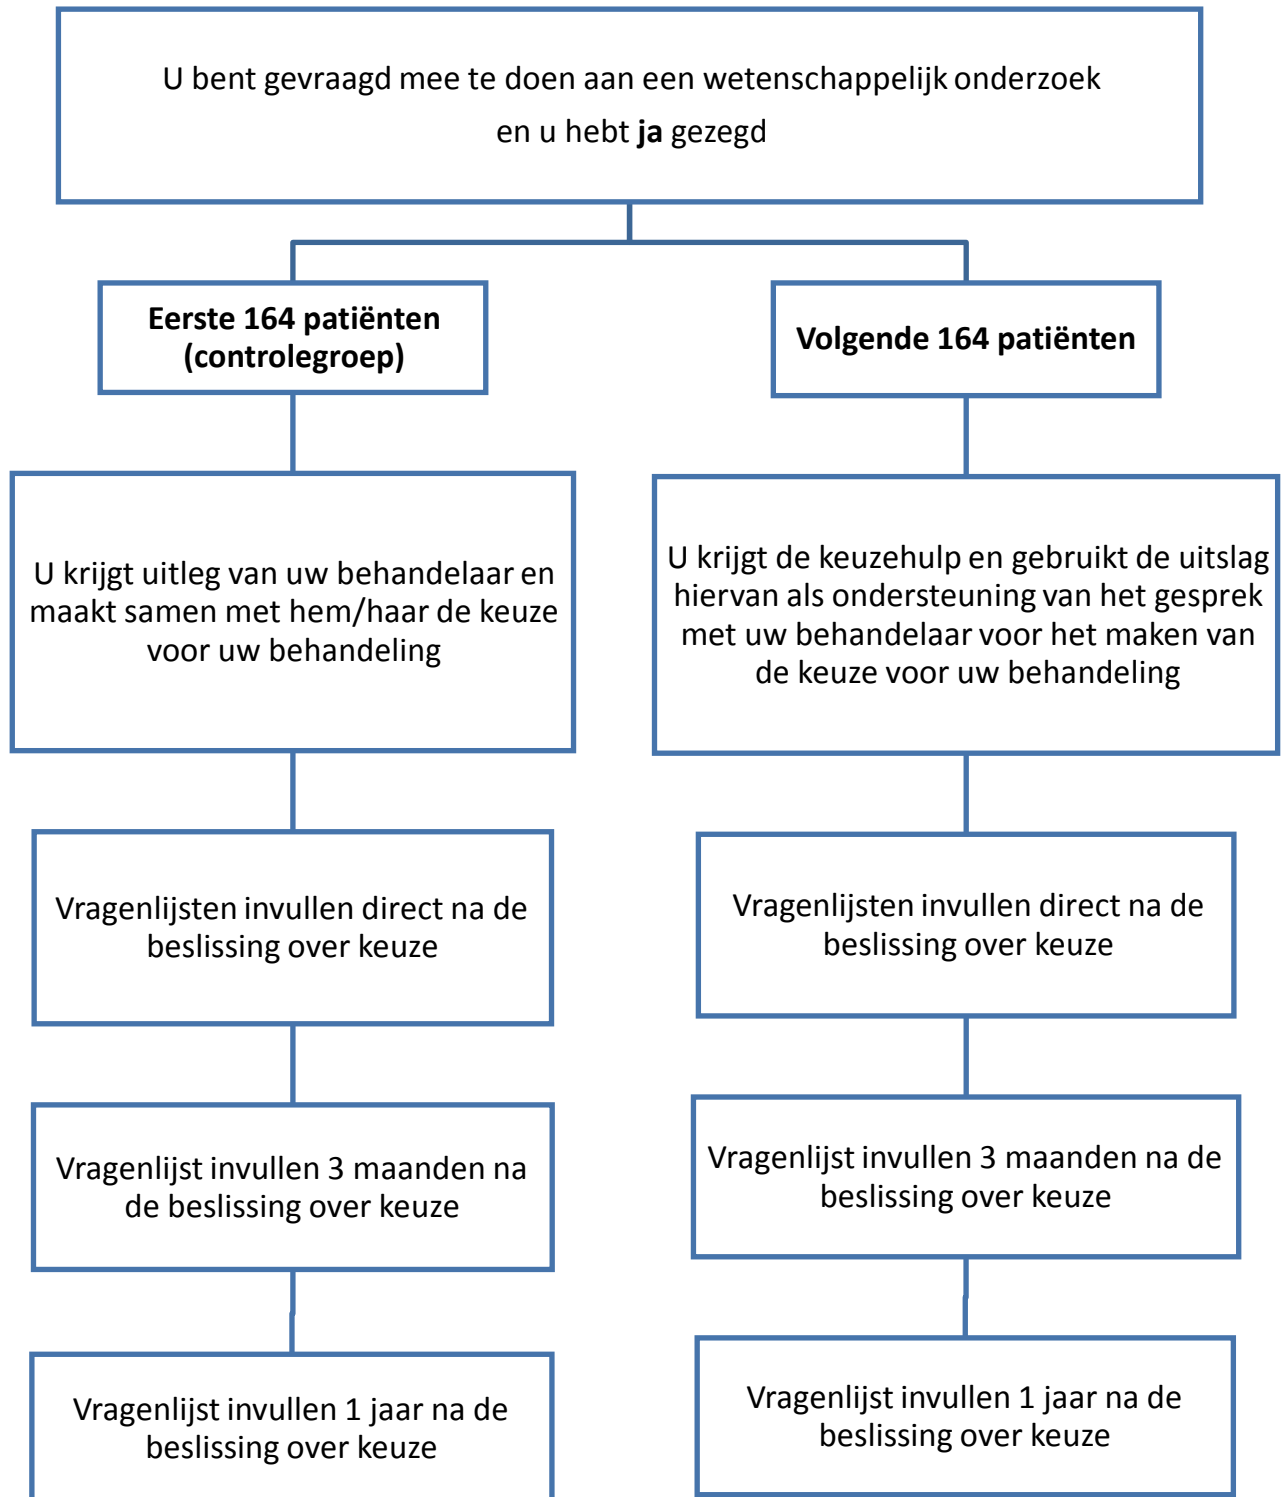 U bent gevraagd mee te doen aan een wetenschappelijk onderzoek
en u hebt ja gezegd
Eerste 164 patiënten
(controlegroep)
Volgende 164 patiënten
U krijgt uitleg van uw behandelaar en
maakt samen met hem/haar de keuze
voor uw behandeling
U krijgt de keuzehulp en gebruikt de uitslag
hiervan als ondersteuning van het gesprek
met uw behandelaar voor het maken van
de keuze voor uw behandeling
Vragenlijsten invullen direct na de
beslissing over keuze
Vragenlijsten invullen direct na de
beslissing over keuze
Vragenlijst invullen 3 maanden na
de beslissing over keuze
Vragenlijst invullen 3 maanden na de
beslissing over keuze
Vragenlijst invullen 1 jaar na de
beslissing over keuze
Vragenlijst invullen 1 jaar na de
beslissing over keuze